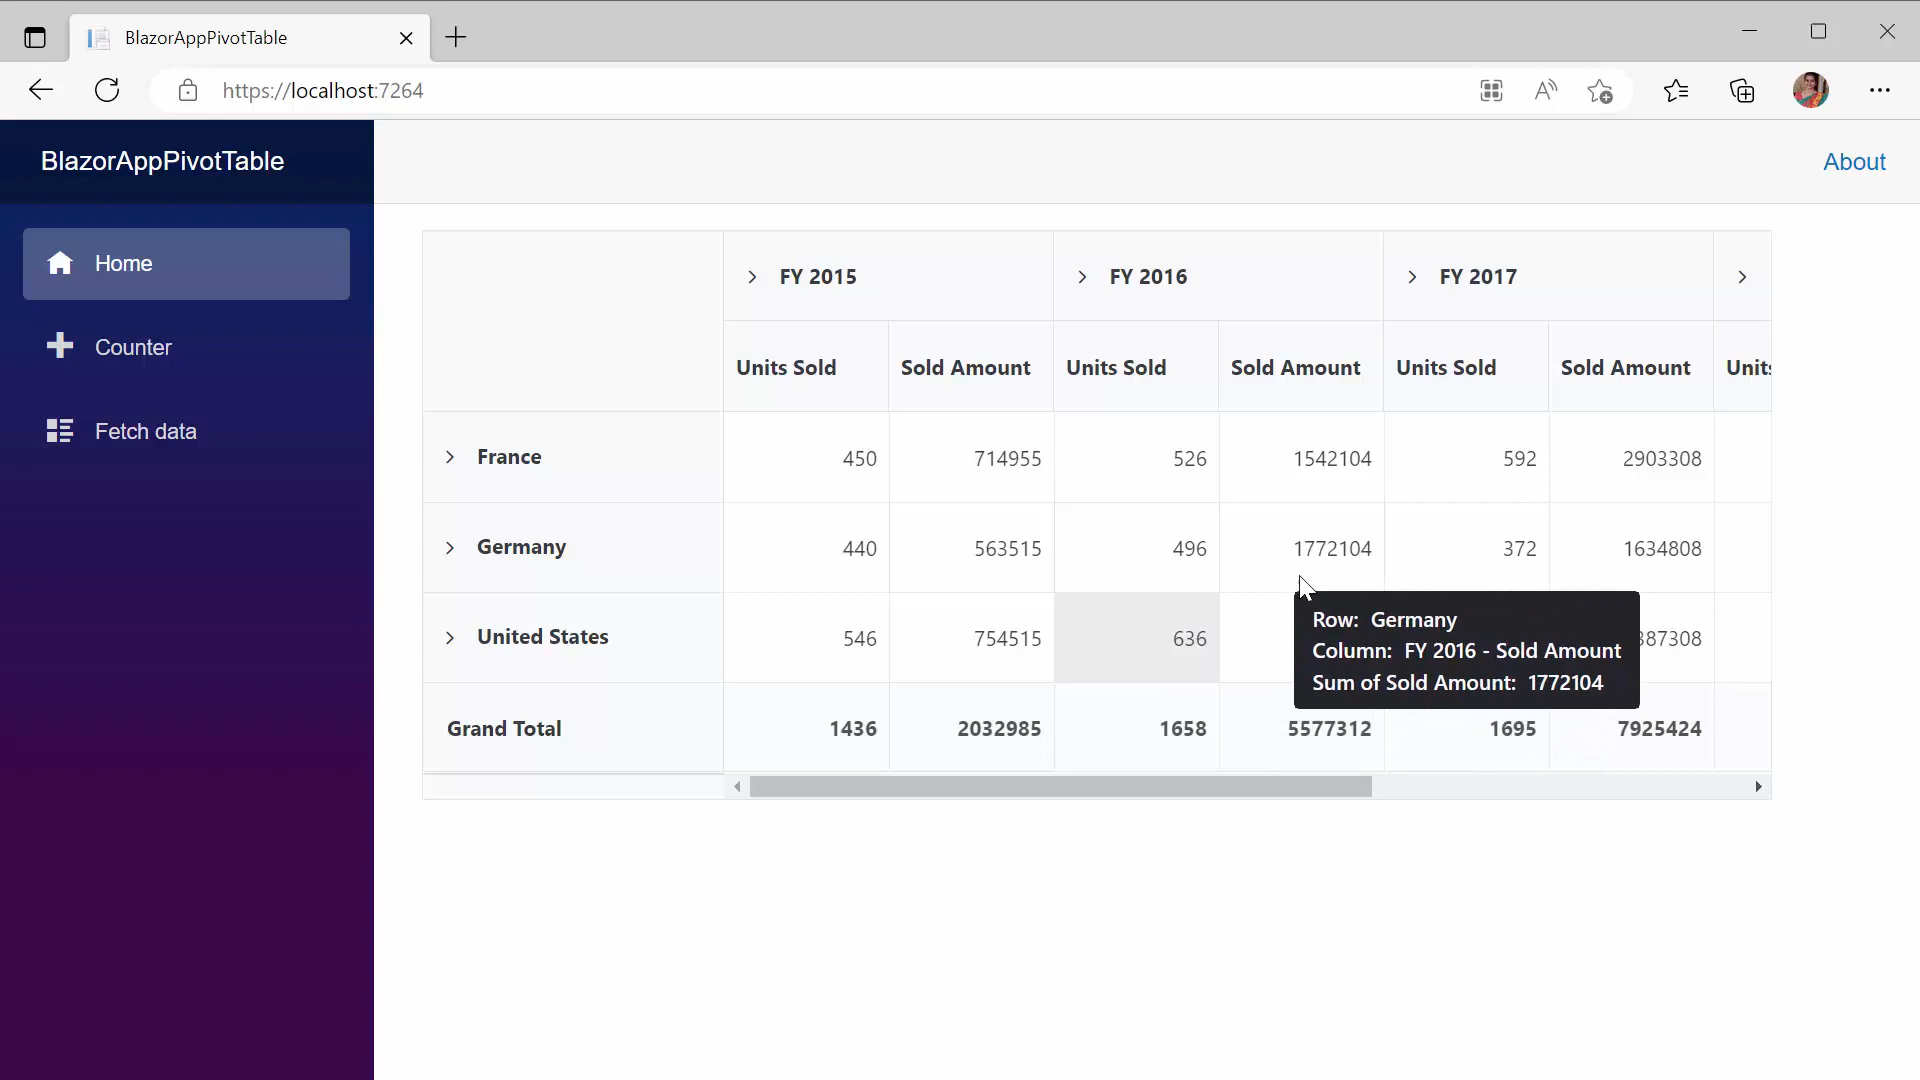 BlazorAppPivotTable
https://localhost:7264
BlazorAppPivotTable
About
Home
Counter
Fetch data
FY 2015 FY 2016 FY 2017
Units Sold Sold Amount Units Sold Sold Amount Units Sold Sold Amount Units
France 450 714955 526 1542104 592 2903308
Germany 440 563515 496 1772104 372 1634808
United States 546 754515 636 387308
Row: Germany
Column: FY 2016 - Sold Amount
Sum of Sold Amount: 1772104
Grand Total 1436 2032985 1658 5577312 1695 7925424